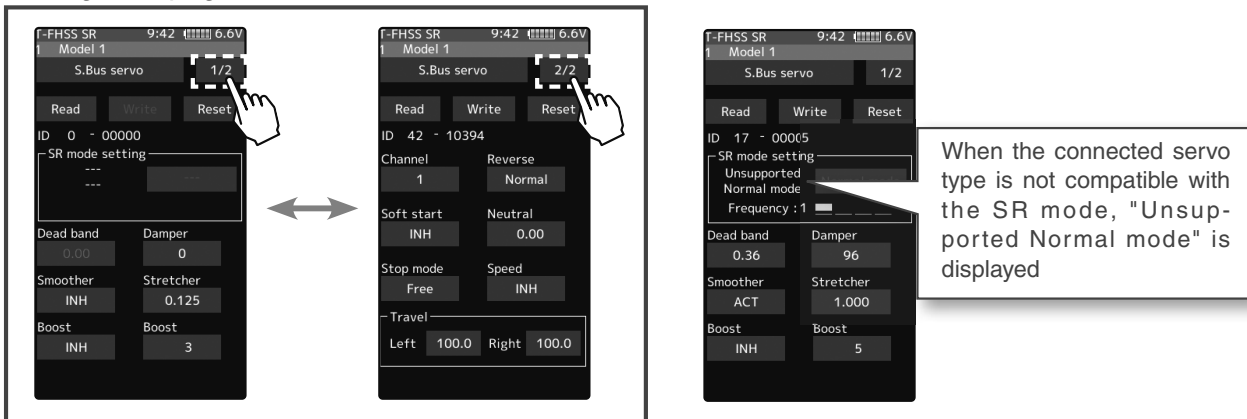 T-FHSS SR 9:42 6.6V
1 Model 1
S.Bus servo 1/2
Read Write Reset
ID 0 - 00000
SR mode setting
---
--- ---
Dead band Damper
0.00 0
Smoother Stretcher
INH 0.125
Boost Boost
INH 3
T-FHSS SR 9:42 6.6V
1 Model 1
S.Bus servo 2/2
Read Write Reset
ID 42 - 10394
Channel Reverse
1 Normal
Soft start Neutral
INH 0.00
Stop mode Speed
Free INH
Travel
Left 100.0 Right 100.0
T-FHSS SR 9:42 6.6V
1 Model 1
S.Bus servo 1/2
Read Write Reset
ID 17 - 00005
SR mode setting
Unsupported
Normal mode
Frequency : 1
Dead band Damper
0.36 96
Smoother Stretcher
ACT 1.000
Boost Boost
INH 5
When the connected servo
type is not compatible with
the SR mode, "Unsup-
ported Normal mode" is
displayed